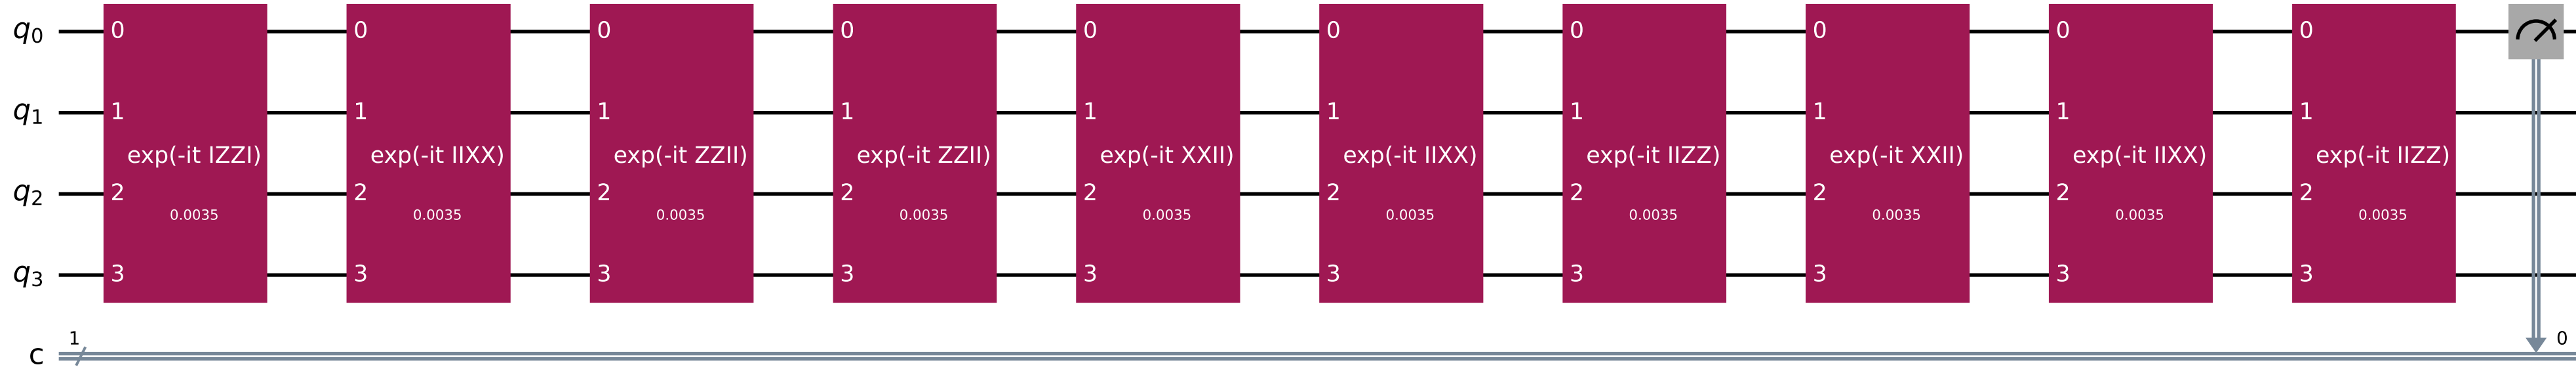 q0 0 0 0 0 0 0 0 0 0 0
q1 1 1 1 1 1 1 1 1 1 1
exp(-it IZZI) exp(-it IIXX) exp(-it ZZII) exp(-it ZZII) exp(-it XXII) exp(-it IIXX) exp(-it IIZZ) exp(-it XXII) exp(-it IIXX) exp(-it IIZZ)
q2 2 2 2 2 2 2 2 2 2 2
0.0035 0.0035 0.0035 0.0035 0.0035 0.0035 0.0035 0.0035 0.0035 0.0035
q3 3 3 3 3 3 3 3 3 3 3
1 0
c